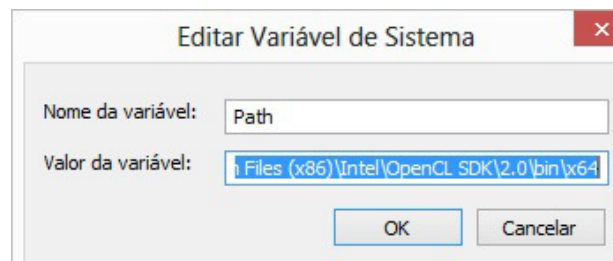 Editar Variável de Sistema
Nome da variável: Path
Valor da variável: Files (x86)\Intel\OpenCL SDK\2.0\bin\x64
OK Cancelar